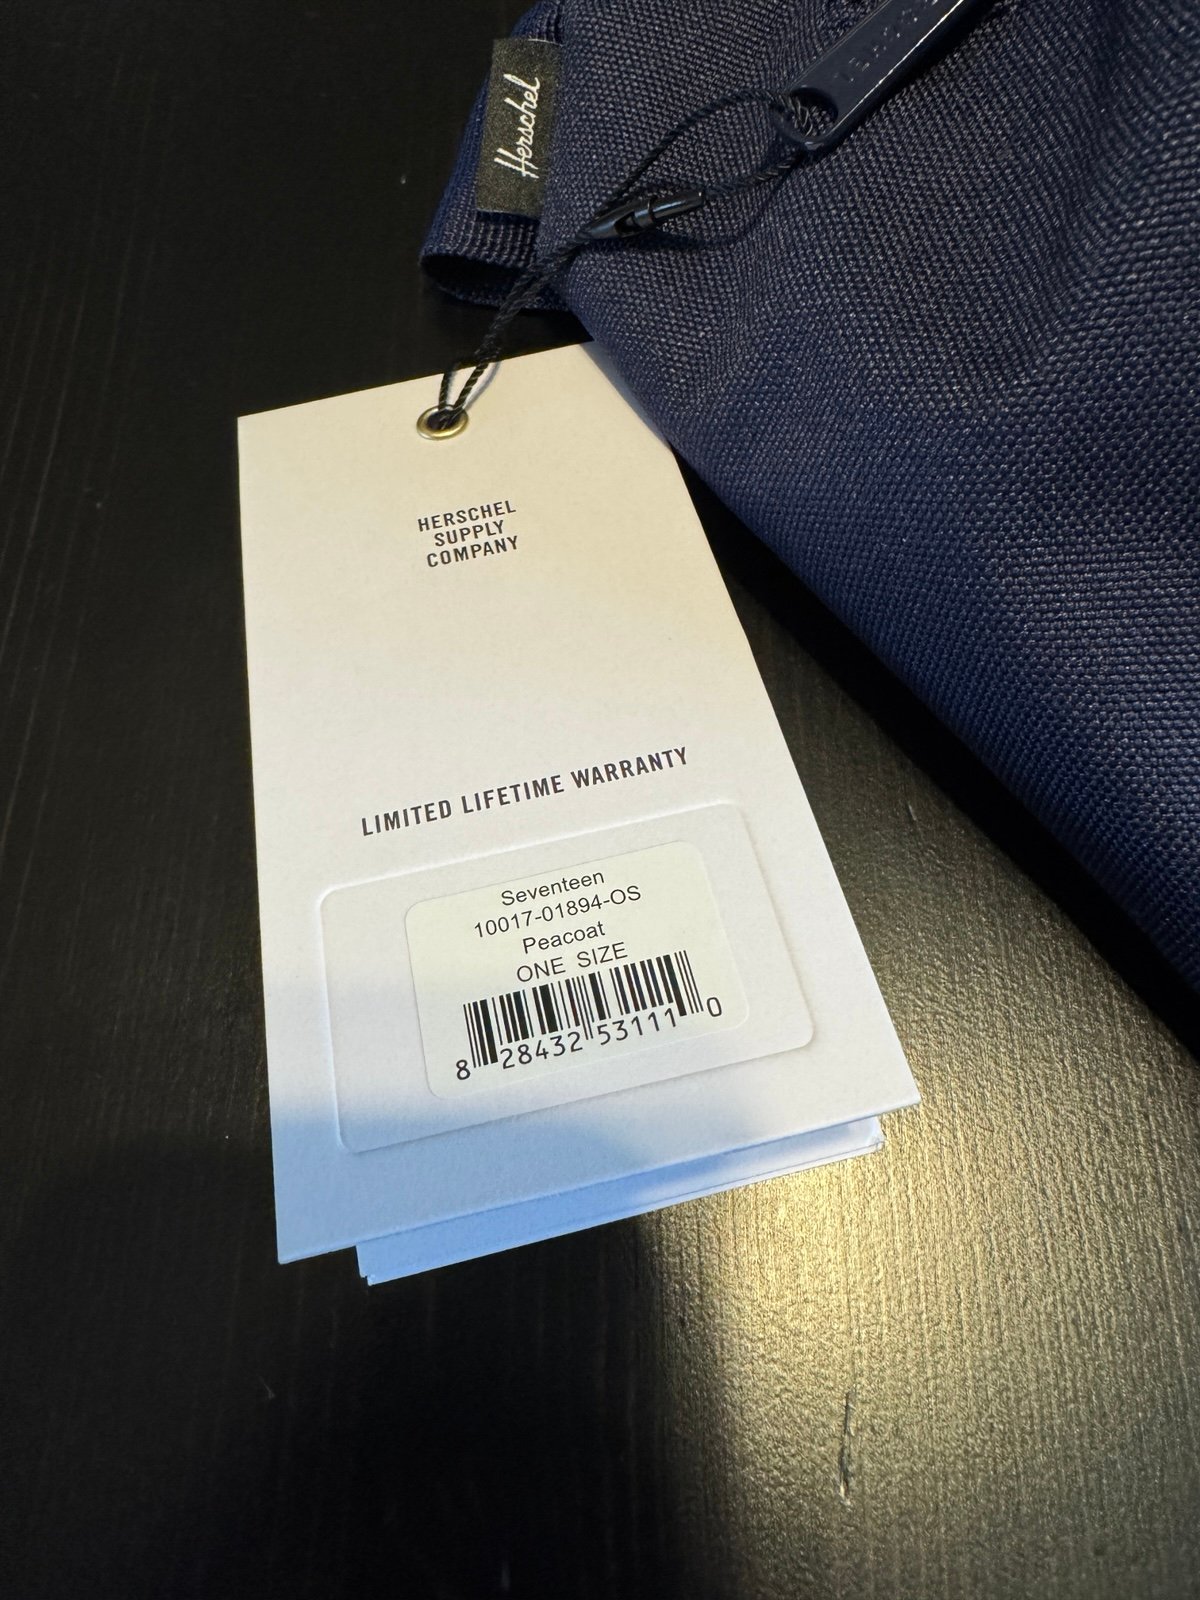 Herschel
HERSCHEL
SUPPLY
COMPANY
LIMITED LIFETIME WARRANTY
Seventeen
10017-01894-OS
Peacoat
ONE SIZE
8 28432 53111 0